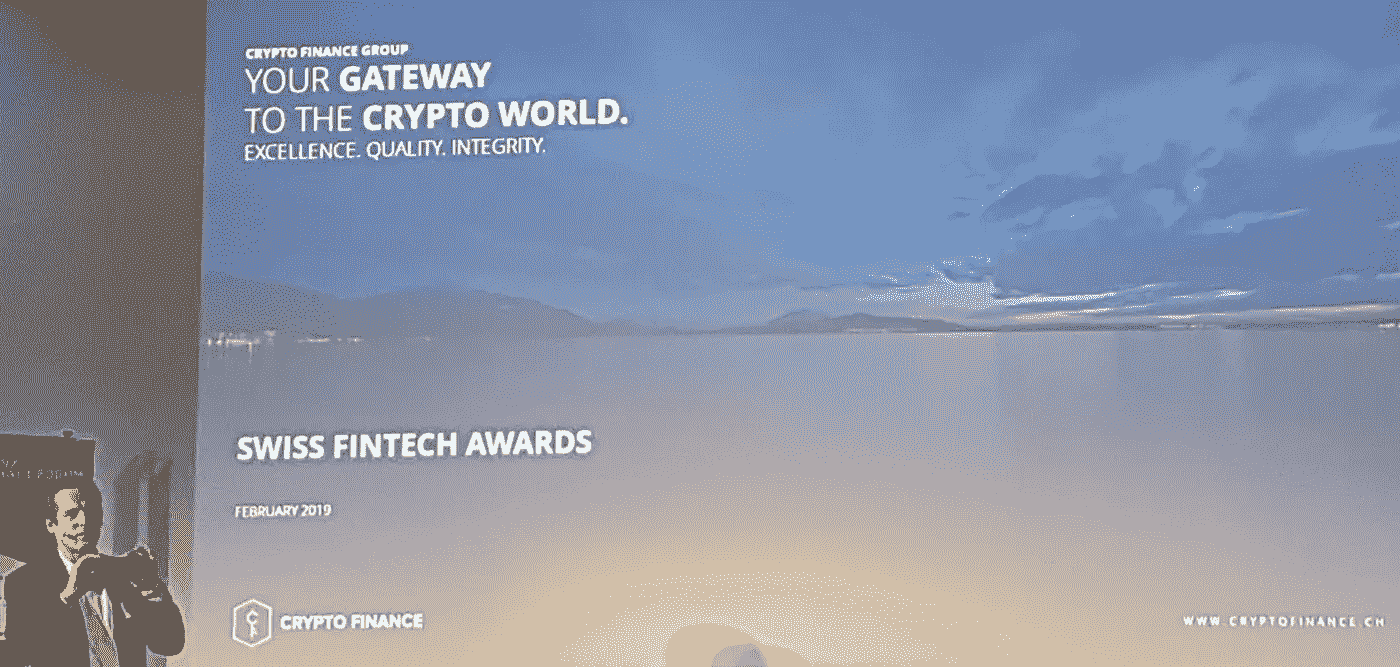 CRYPTO FINANCE GROUP
YOUR GATEWAY
TO THE CRYPTO WORLD.
EXCELLENCE. QUALITY. INTEGRITY.
SWISS FINTECH AWARDS
FEBRUARY 2019
CRYPTO FINANCE
WWW.CRYPTOFINANCE.CH